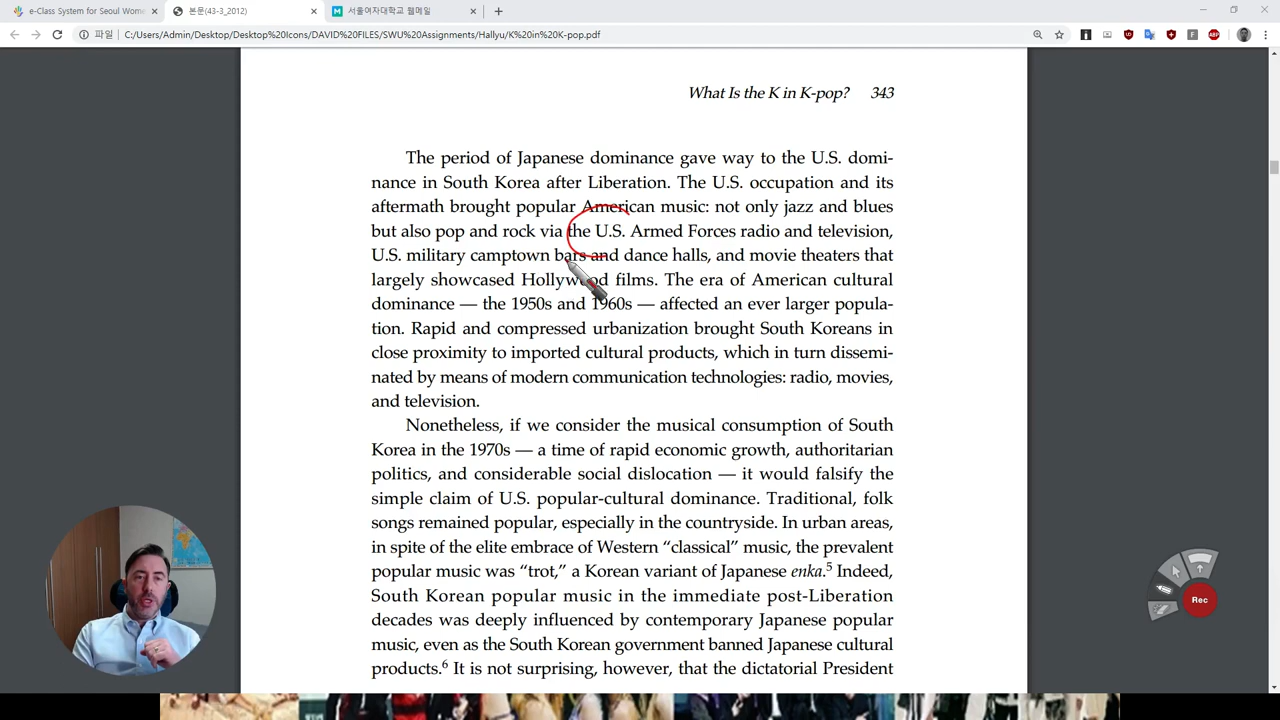 e-Class System for Seoul Wome
본문(43-3_2012)
서울여자대학교 웹메일
파일 C:/Users/Admin/Desktop/Desktop%20Icons/DAVID%20FILES/SWU%20Assignments/Hallyu/K%20in%20K-pop.pdf
What Is the K in K-pop? 343
The period of Japanese dominance gave way to the U.S. domi-
nance in South Korea after Liberation. The U.S. occupation and its
aftermath brought popular American music: not only jazz and blues
but also pop and rock via the U.S. Armed Forces radio and television,
U.S. military camptown bars and dance halls, and movie theaters that
largely showcased Hollywood films. The era of American cultural
dominance — the 1950s and 1960s — affected an ever larger popula-
tion. Rapid and compressed urbanization brought South Koreans in
close proximity to imported cultural products, which in turn dissemi-
nated by means of modern communication technologies: radio, movies,
and television.
Nonetheless, if we consider the musical consumption of South
Korea in the 1970s — a time of rapid economic growth, authoritarian
politics, and considerable social dislocation — it would falsify the
simple claim of U.S. popular-cultural dominance. Traditional, folk
songs remained popular, especially in the countryside. In urban areas,
in spite of the elite embrace of Western “classical” music, the prevalent
popular music was “trot,” a Korean variant of Japanese enka.5 Indeed,
South Korean popular music in the immediate post-Liberation
decades was deeply influenced by contemporary Japanese popular
music, even as the South Korean government banned Japanese cultural
products.6 It is not surprising, however, that the dictatorial President
Rec